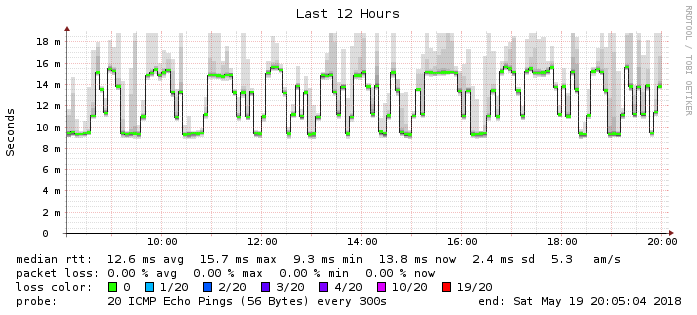 Last 12 Hours
RRDTOOL / TOBI OETIKER
Seconds
18 m
16 m
14 m
12 m
10 m
8 m
6 m
4 m
2 m
0
10:00 12:00 14:00 16:00 18:00 20:00
median rtt: 12.6 ms avg 15.7 ms max 9.3 ms min 13.8 ms now 2.4 ms sd 5.3 am/s
packet loss: 0.00 % avg 0.00 % max 0.00 % min 0.00 % now
loss color: 0 1/20 2/20 3/20 4/20 10/20 19/20
probe: 20 ICMP Echo Pings (56 Bytes) every 300s end: Sat May 19 20:05:04 2018